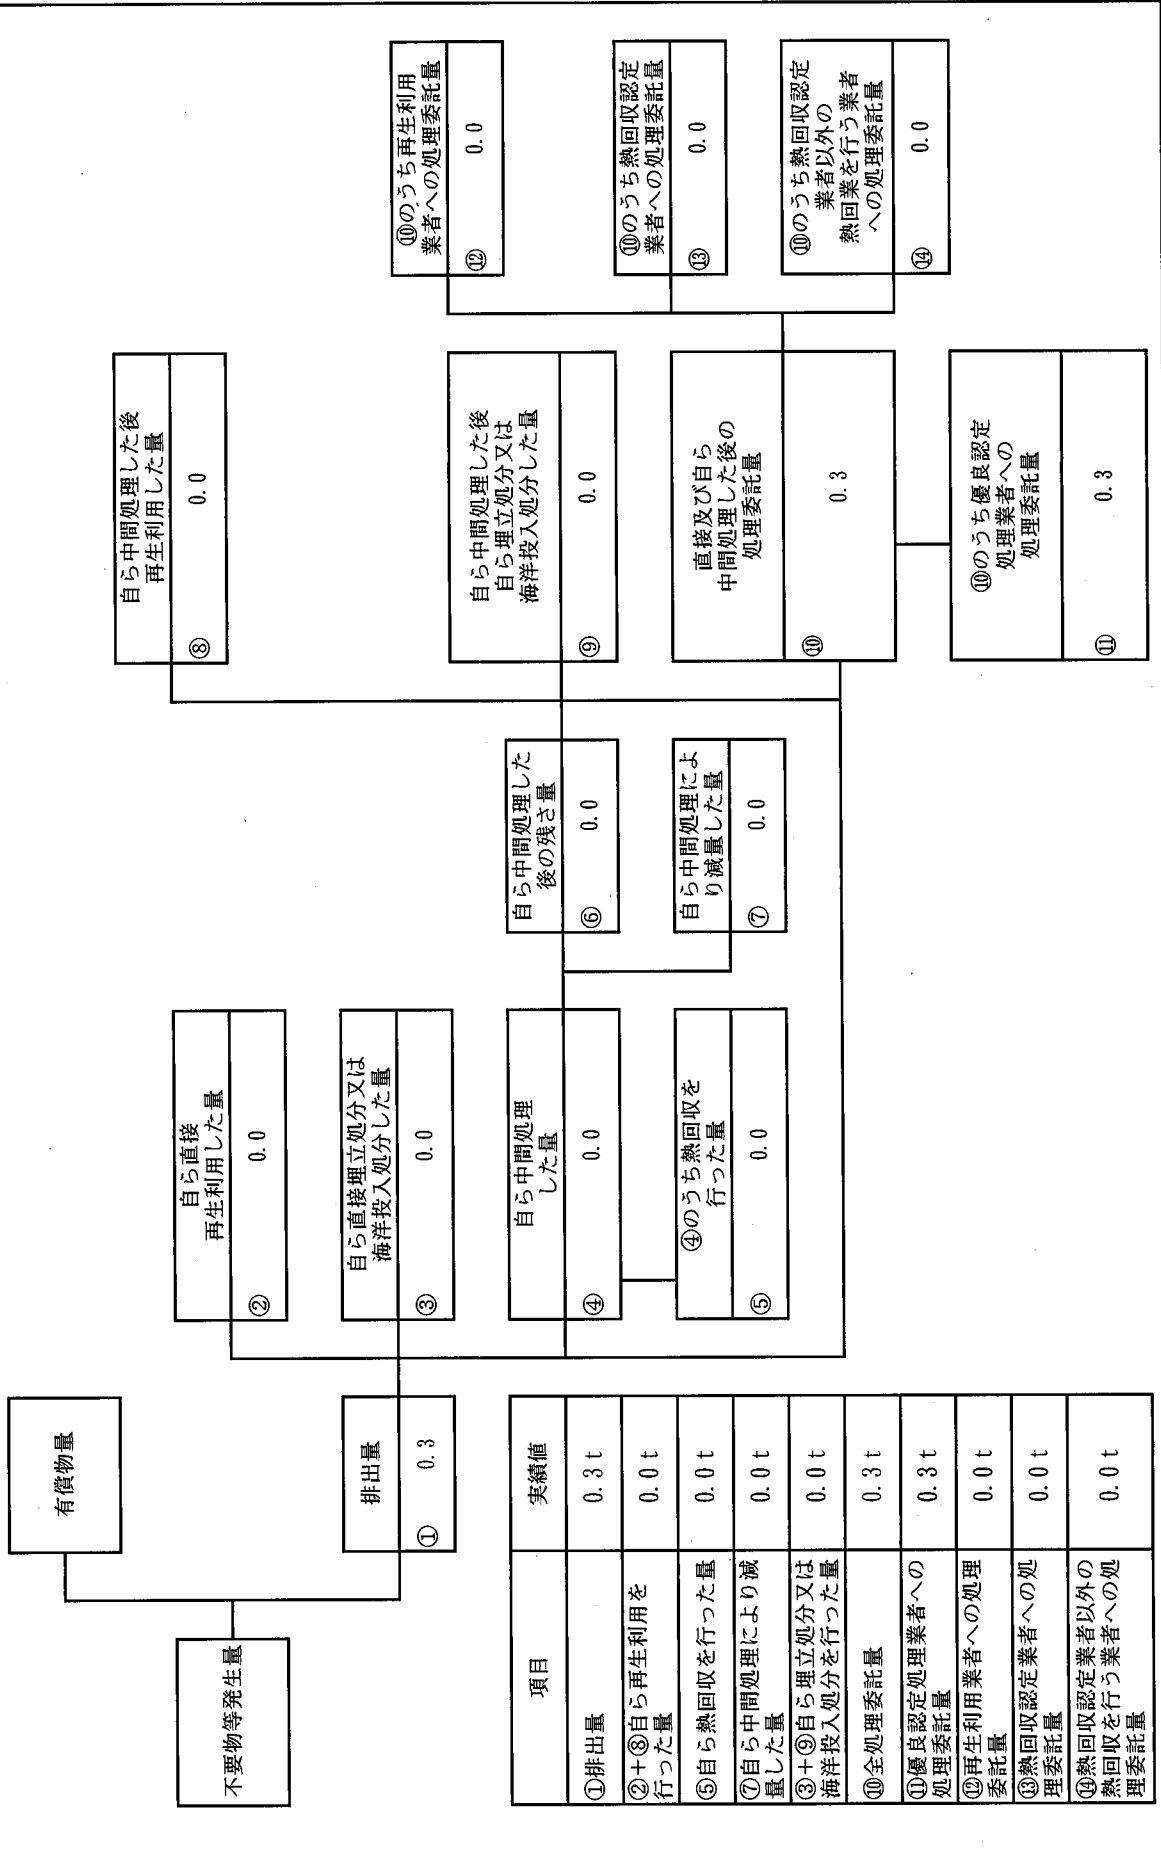 有償物量
不要物等発生量
排出量
① 0.3
自ら直接
再生利用した量
② 0.0
自ら直接埋立処分又は
海洋投入処分した量
③ 0.0
自ら中間処理
した量
④ 0.0
④のうち熱回収を
行った量
⑤ 0.0
自ら中間処理した
後の残さ量
⑥ 0.0
自ら中間処理によ
り減量した量
⑦ 0.0
自ら中間処理した後
再生利用した量
⑧ 0.0
自ら中間処理した後
自ら埋立処分又は
海洋投入処分した量
⑨ 0.0
直接及び自ら
中間処理した後の
処理委託量
⑩ 0.3
⑩のうち優良認定
処理業者への
処理委託量
⑪ 0.3
⑩のうち再生利用
業者への処理委託量
⑫ 0.0
⑩のうち熱回収認定
業者への処理委託量
⑬ 0.0
⑩のうち熱回収認定
業者以外の
熱回業を行う業者
への処理委託量
⑭ 0.0
項目 実績値
①排出量 0.3t
②+⑧自ら再生利用を
行った量 0.0t
⑤自ら熱回収を行った量 0.0t
⑦自ら中間処理により減
量した量 0.0t
③+⑨自ら埋立処分又は
海洋投入処分を行った量 0.0t
⑩全処理委託量 0.3t
⑪優良認定処理業者への
処理委託量 0.3t
⑫再生利用業者への処理
委託量 0.0t
⑬熱回収認定業者への処
理委託量 0.0t
⑭熱回収認定業者以外の
熱回収を行う業者への処
理委託量 0.0t